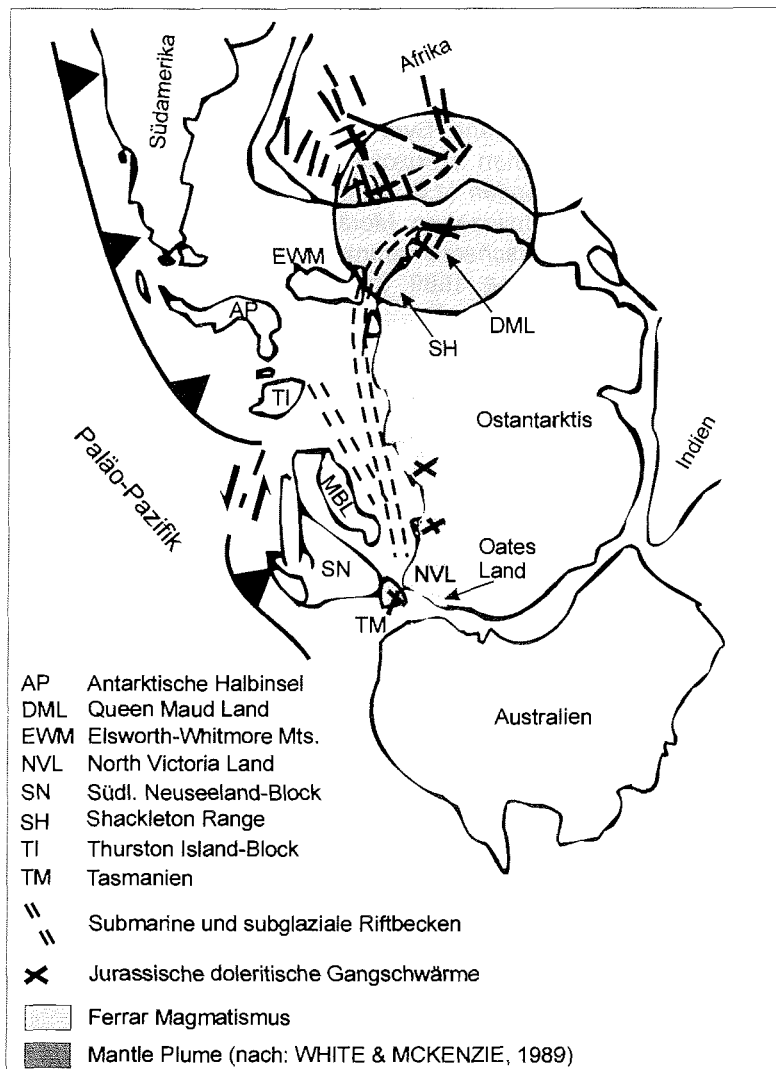 Afrika
Südamerika
EWM
AP
DML
SH
TI
Ostantarktis
Indien
Paläo-Pazifik
MBL
Oates
Land
SN
NVL
TM
Australien
AP Antarktische Halbinsel
DML Queen Maud Land
EWM Elsworth-Whitmore Mts.
NVL North Victoria Land
SN Südl. Neuseeland-Block
SH Shackleton Range
TI Thurston Island-Block
TM Tasmanien
Submarine und subglaziale Riftbecken
Jurassische doleritische Gangschwärme
Ferrar Magmatismus
Mantle Plume (nach: WHITE & MCKENZIE, 1989)